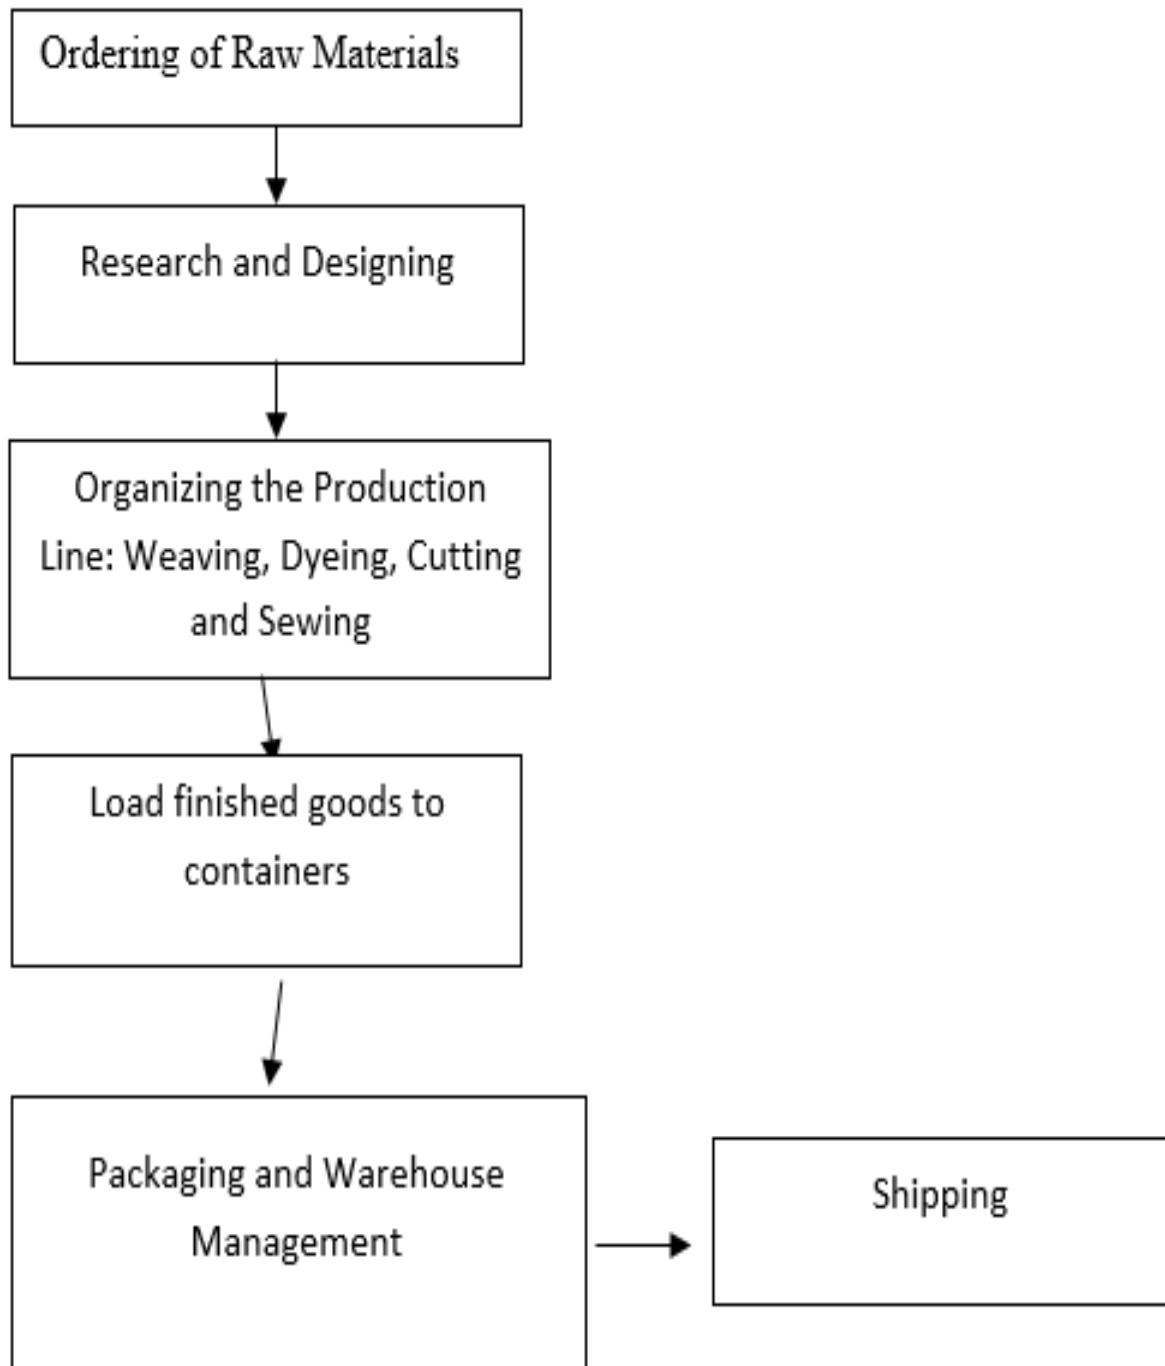 Ordering of Raw Materials
Research and Designing
Organizing the Production
Line: Weaving, Dyeing, Cutting
and Sewing
Load finished goods to
containers
Packaging and Warehouse
Management
Shipping